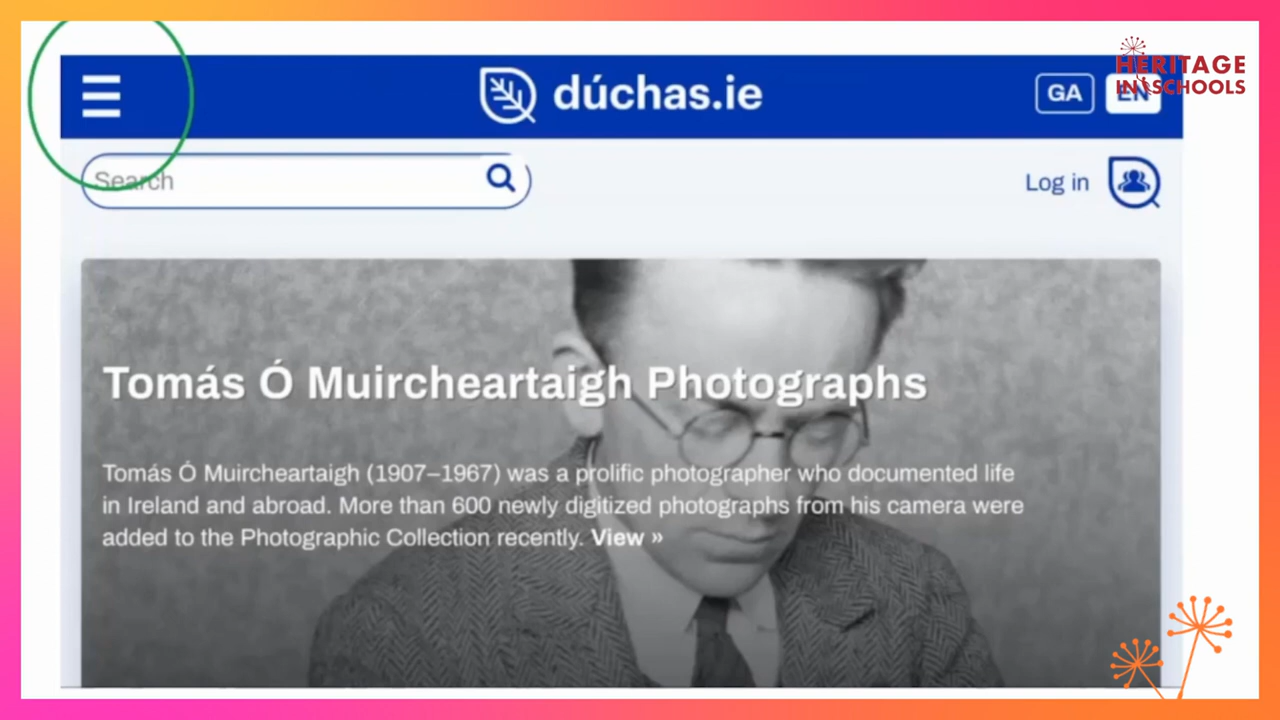 dúchas.ie
GA
EN
HERITAGE
IN SCHOOLS
Search
Log in
Tomás Ó Muircheartaigh Photographs
Tomás Ó Muircheartaigh (1907–1967) was a prolific photographer who documented life
in Ireland and abroad. More than 600 newly digitized photographs from his camera were
added to the Photographic Collection recently. View »